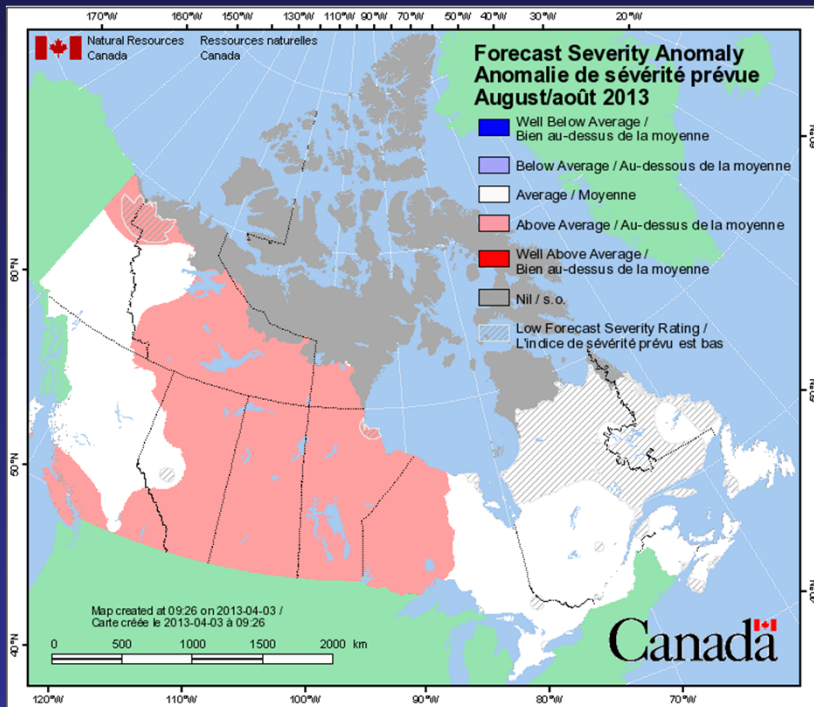 170°W 160°W 150°W 140°W 130°W 120°W 110°W 100°W 90°W 80°W 70°W 60°W 50°W 40°W 30°W 20°W
Natural Resources Ressources naturelles
Canada Canada
Forecast Severity Anomaly
Anomalie de sévérité prévue
August/août 2013
Well Below Average /
Bien au-dessus de la moyenne
Below Average / Au-dessous de la moyenne
Average / Moyenne
Above Average / Au-dessus de la moyenne
Well Above Average /
Bien au-dessus de la moyenne
Nil / s.o.
Low Forecast Severity Rating /
L'indice de sévérité prévu est bas
60°N
50°N
40°N
Map created at 09:26 on 2013-04-03 /
Carte créée le 2013-04-03 à 09:26
0 500 1000 1500 2000 km
Canada
120°W 110°W 100°W 90°W 80°W 70°W